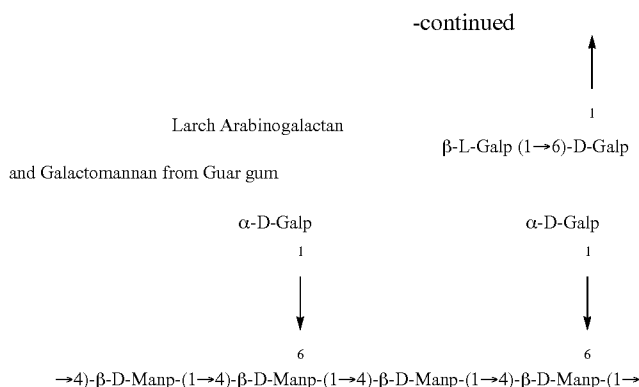 -continued
1
Larch Arabinogalactan
β-L-Galp (1→6)-D-Galp
and Galactomannan from Guar gum
α-D-Galp α-D-Galp
1 1
6 6
→4)-β-D-Manp-(1→4)-β-D-Manp-(1→4)-β-D-Manp-(1→4)-β-D-Manp-(1→